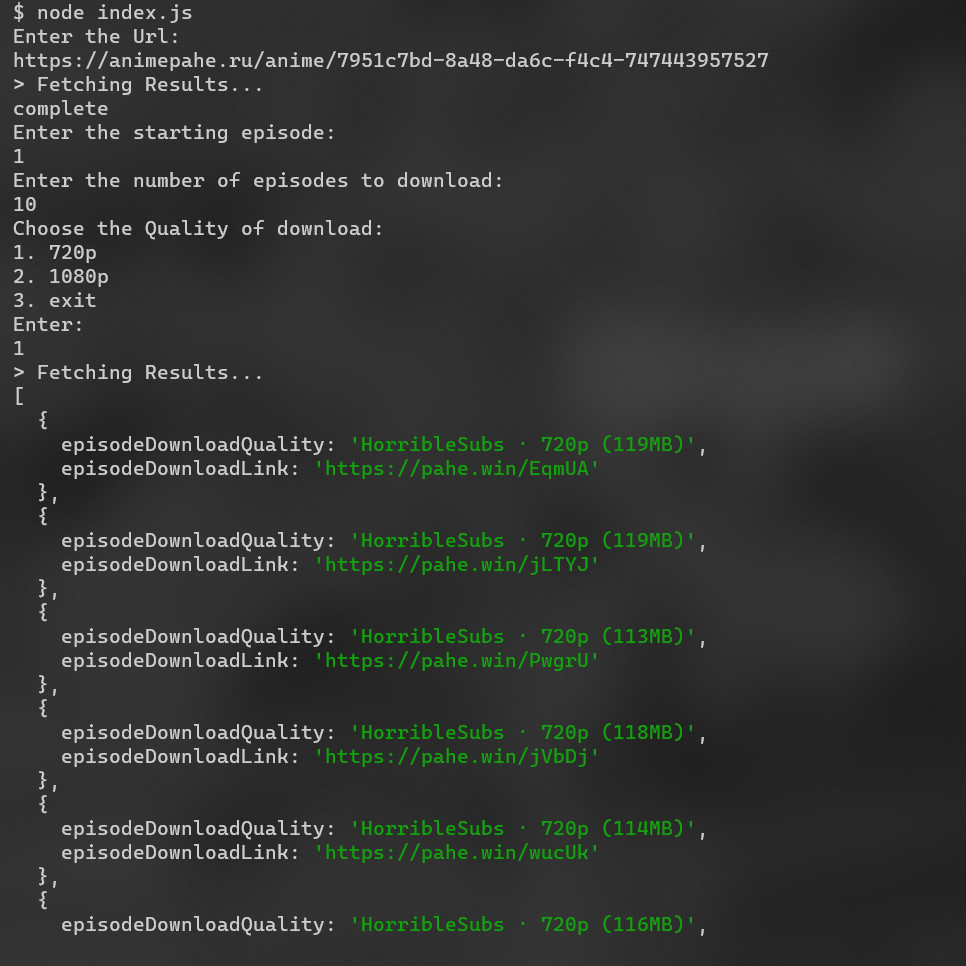 $ node index.js
Enter the Url:
https://animepahe.ru/anime/7951c7bd-8a48-da6c-f4c4-747443957527
> Fetching Results...
complete
Enter the starting episode:
1
Enter the number of episodes to download:
10
Choose the Quality of download:
1. 720p
2. 1080p
3. exit
Enter:
1
> Fetching Results...
[
  {
    episodeDownloadQuality: 'HorribleSubs · 720p (119MB)',
    episodeDownloadLink: 'https://pahe.win/EqmUA'
  },
  {
    episodeDownloadQuality: 'HorribleSubs · 720p (119MB)',
    episodeDownloadLink: 'https://pahe.win/jLTYJ'
  },
  {
    episodeDownloadQuality: 'HorribleSubs · 720p (113MB)',
    episodeDownloadLink: 'https://pahe.win/PwgrU'
  },
  {
    episodeDownloadQuality: 'HorribleSubs · 720p (118MB)',
    episodeDownloadLink: 'https://pahe.win/jVbDj'
  },
  {
    episodeDownloadQuality: 'HorribleSubs · 720p (114MB)',
    episodeDownloadLink: 'https://pahe.win/wucUk'
  },
  {
    episodeDownloadQuality: 'HorribleSubs · 720p (116MB)',